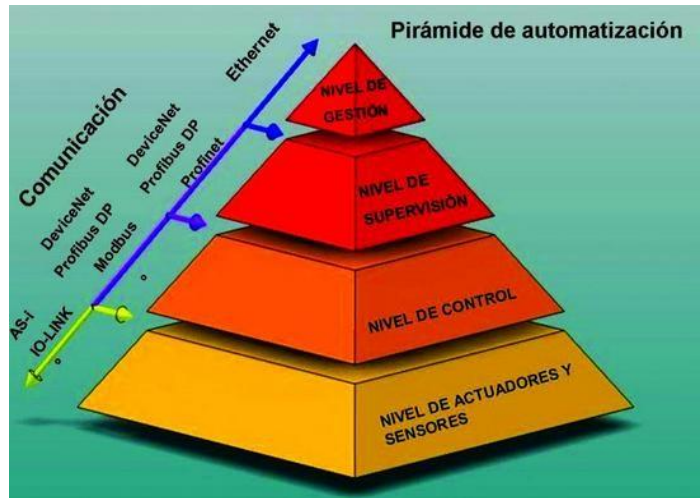 Pirámide de automatización
Comunicación
Ethernet
DeviceNet
Profibus DP
Profinet
DeviceNet
Profibus DP
Modbus
AS-i
IO-LINK
NIVEL DE
GESTIÓN
NIVEL DE
SUPERVISIÓN
NIVEL DE CONTROL
NIVEL DE ACTUADORES Y
SENSORES